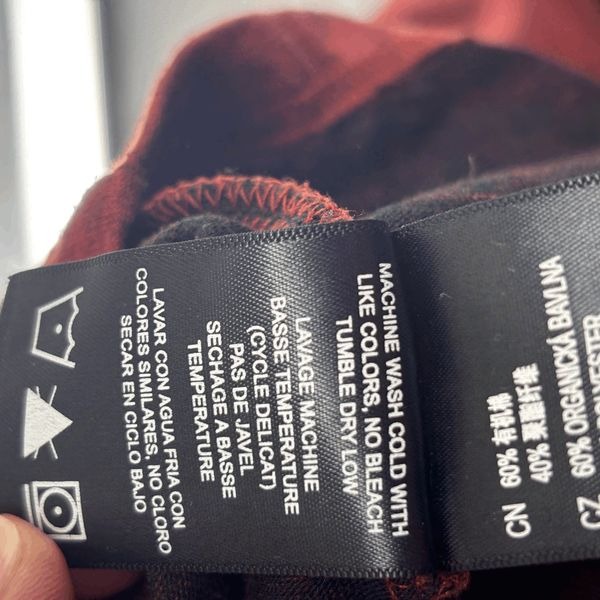 MACHINE WASH COLD WITH
LIKE COLORS, NO BLEACH
TUMBLE DRY LOW
LAVAGE MACHINE
BASSE TEMPERATURE
(CYCLE DELICAT)
PAS DE JAVEL
SECHAGE A BASSE
TEMPERATURE
LAVAR CON AGUA FRIA CON
COLORES SIMILARES, NO CLORO
SECAR EN CICLO BAJO
CN 60% 有机棉
40% 聚酯纤维
CZ 60% ORGANICKÁ BAVLNA
POLYESTER